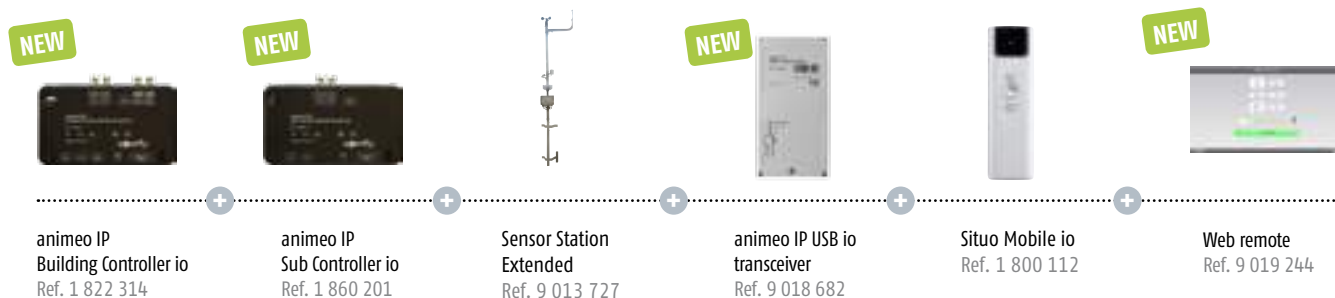 NEW
NEW
NEW
NEW
animeo IP
Building Controller io
Ref. 1 822 314
animeo IP
Sub Controller io
Ref. 1 860 201
Sensor Station
Extended
Ref. 9 013 727
animeo IP USB io
transceiver
Ref. 9 018 682
Situo Mobile io
Ref. 1 800 112
Web remote
Ref. 9 019 244